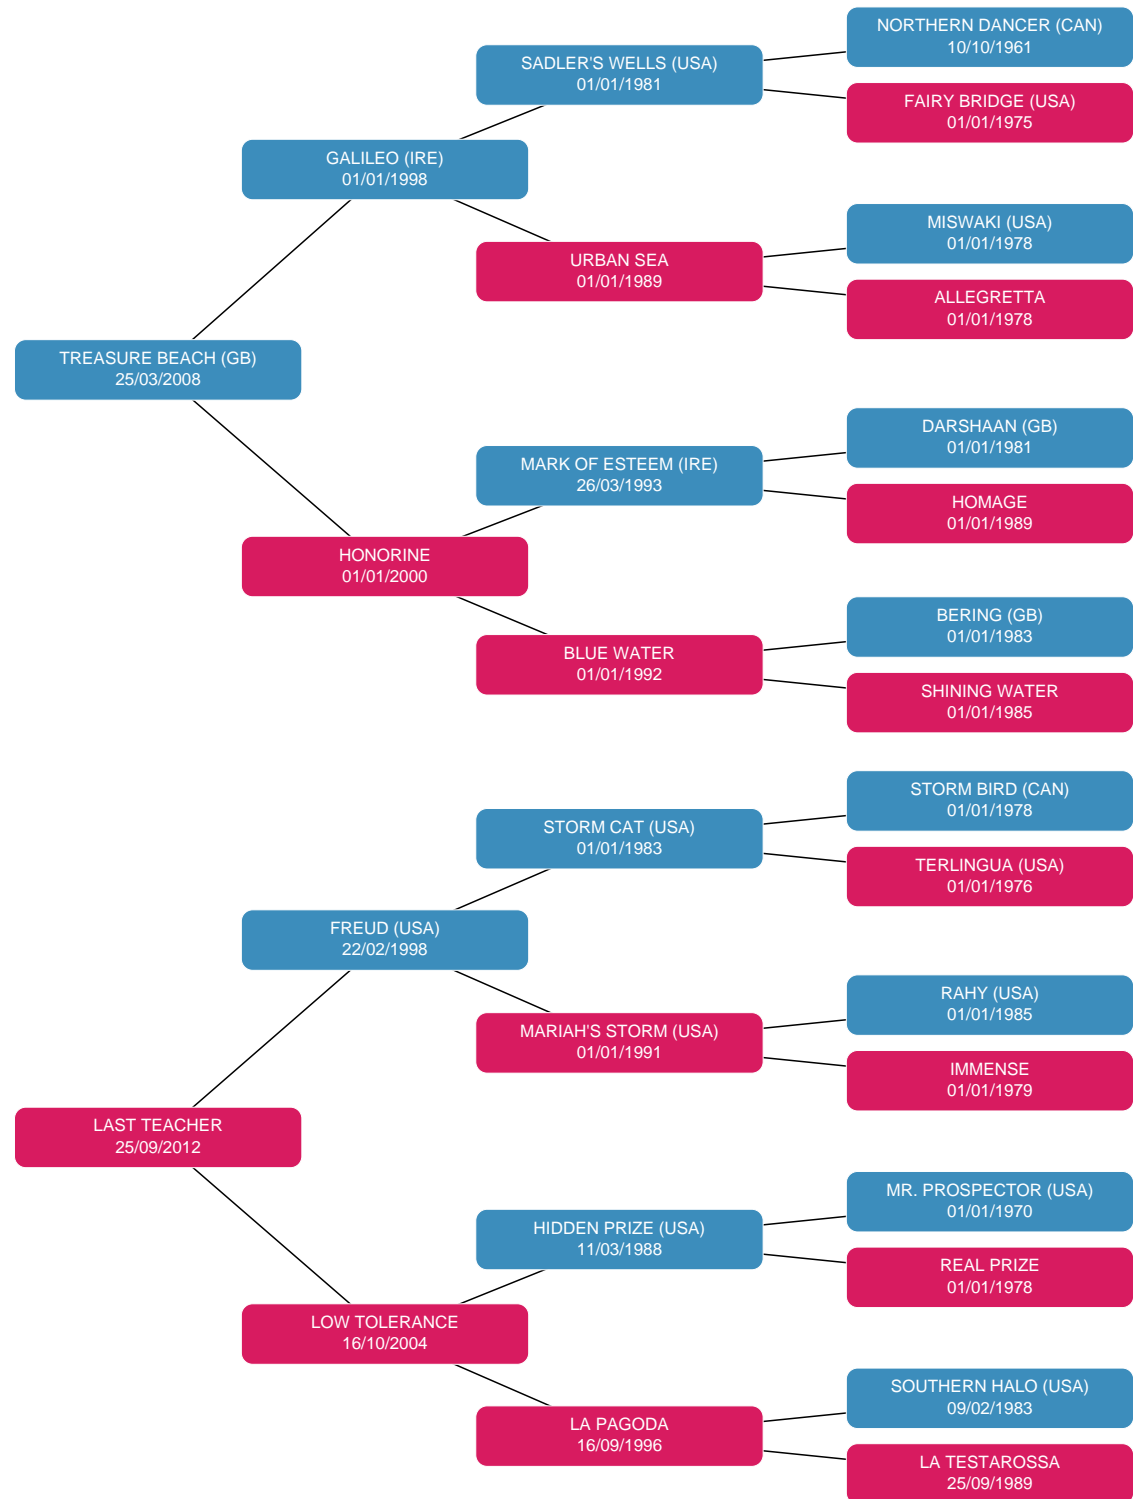 NORTHERN DANCER (CAN)
10/10/1961
SADLER'S WELLS (USA)
01/01/1981
FAIRY BRIDGE (USA)
01/01/1975
GALILEO (IRE)
01/01/1998
MISWAKI (USA)
01/01/1978
URBAN SEA
01/01/1989
ALLEGRETTA
01/01/1978
TREASURE BEACH (GB)
25/03/2008
DARSHAAN (GB)
01/01/1981
MARK OF ESTEEM (IRE)
26/03/1993
HOMAGE
01/01/1989
HONORINE
01/01/2000
BERING (GB)
01/01/1983
BLUE WATER
01/01/1992
SHINING WATER
01/01/1985
STORM BIRD (CAN)
01/01/1978
STORM CAT (USA)
01/01/1983
TERLINGUA (USA)
01/01/1976
FREUD (USA)
22/02/1998
RAHY (USA)
01/01/1985
MARIAH'S STORM (USA)
01/01/1991
IMMENSE
01/01/1979
LAST TEACHER
25/09/2012
MR. PROSPECTOR (USA)
01/01/1970
HIDDEN PRIZE (USA)
11/03/1988
REAL PRIZE
01/01/1978
LOW TOLERANCE
16/10/2004
SOUTHERN HALO (USA)
09/02/1983
LA PAGODA
16/09/1996
LA TESTAROSSA
25/09/1989